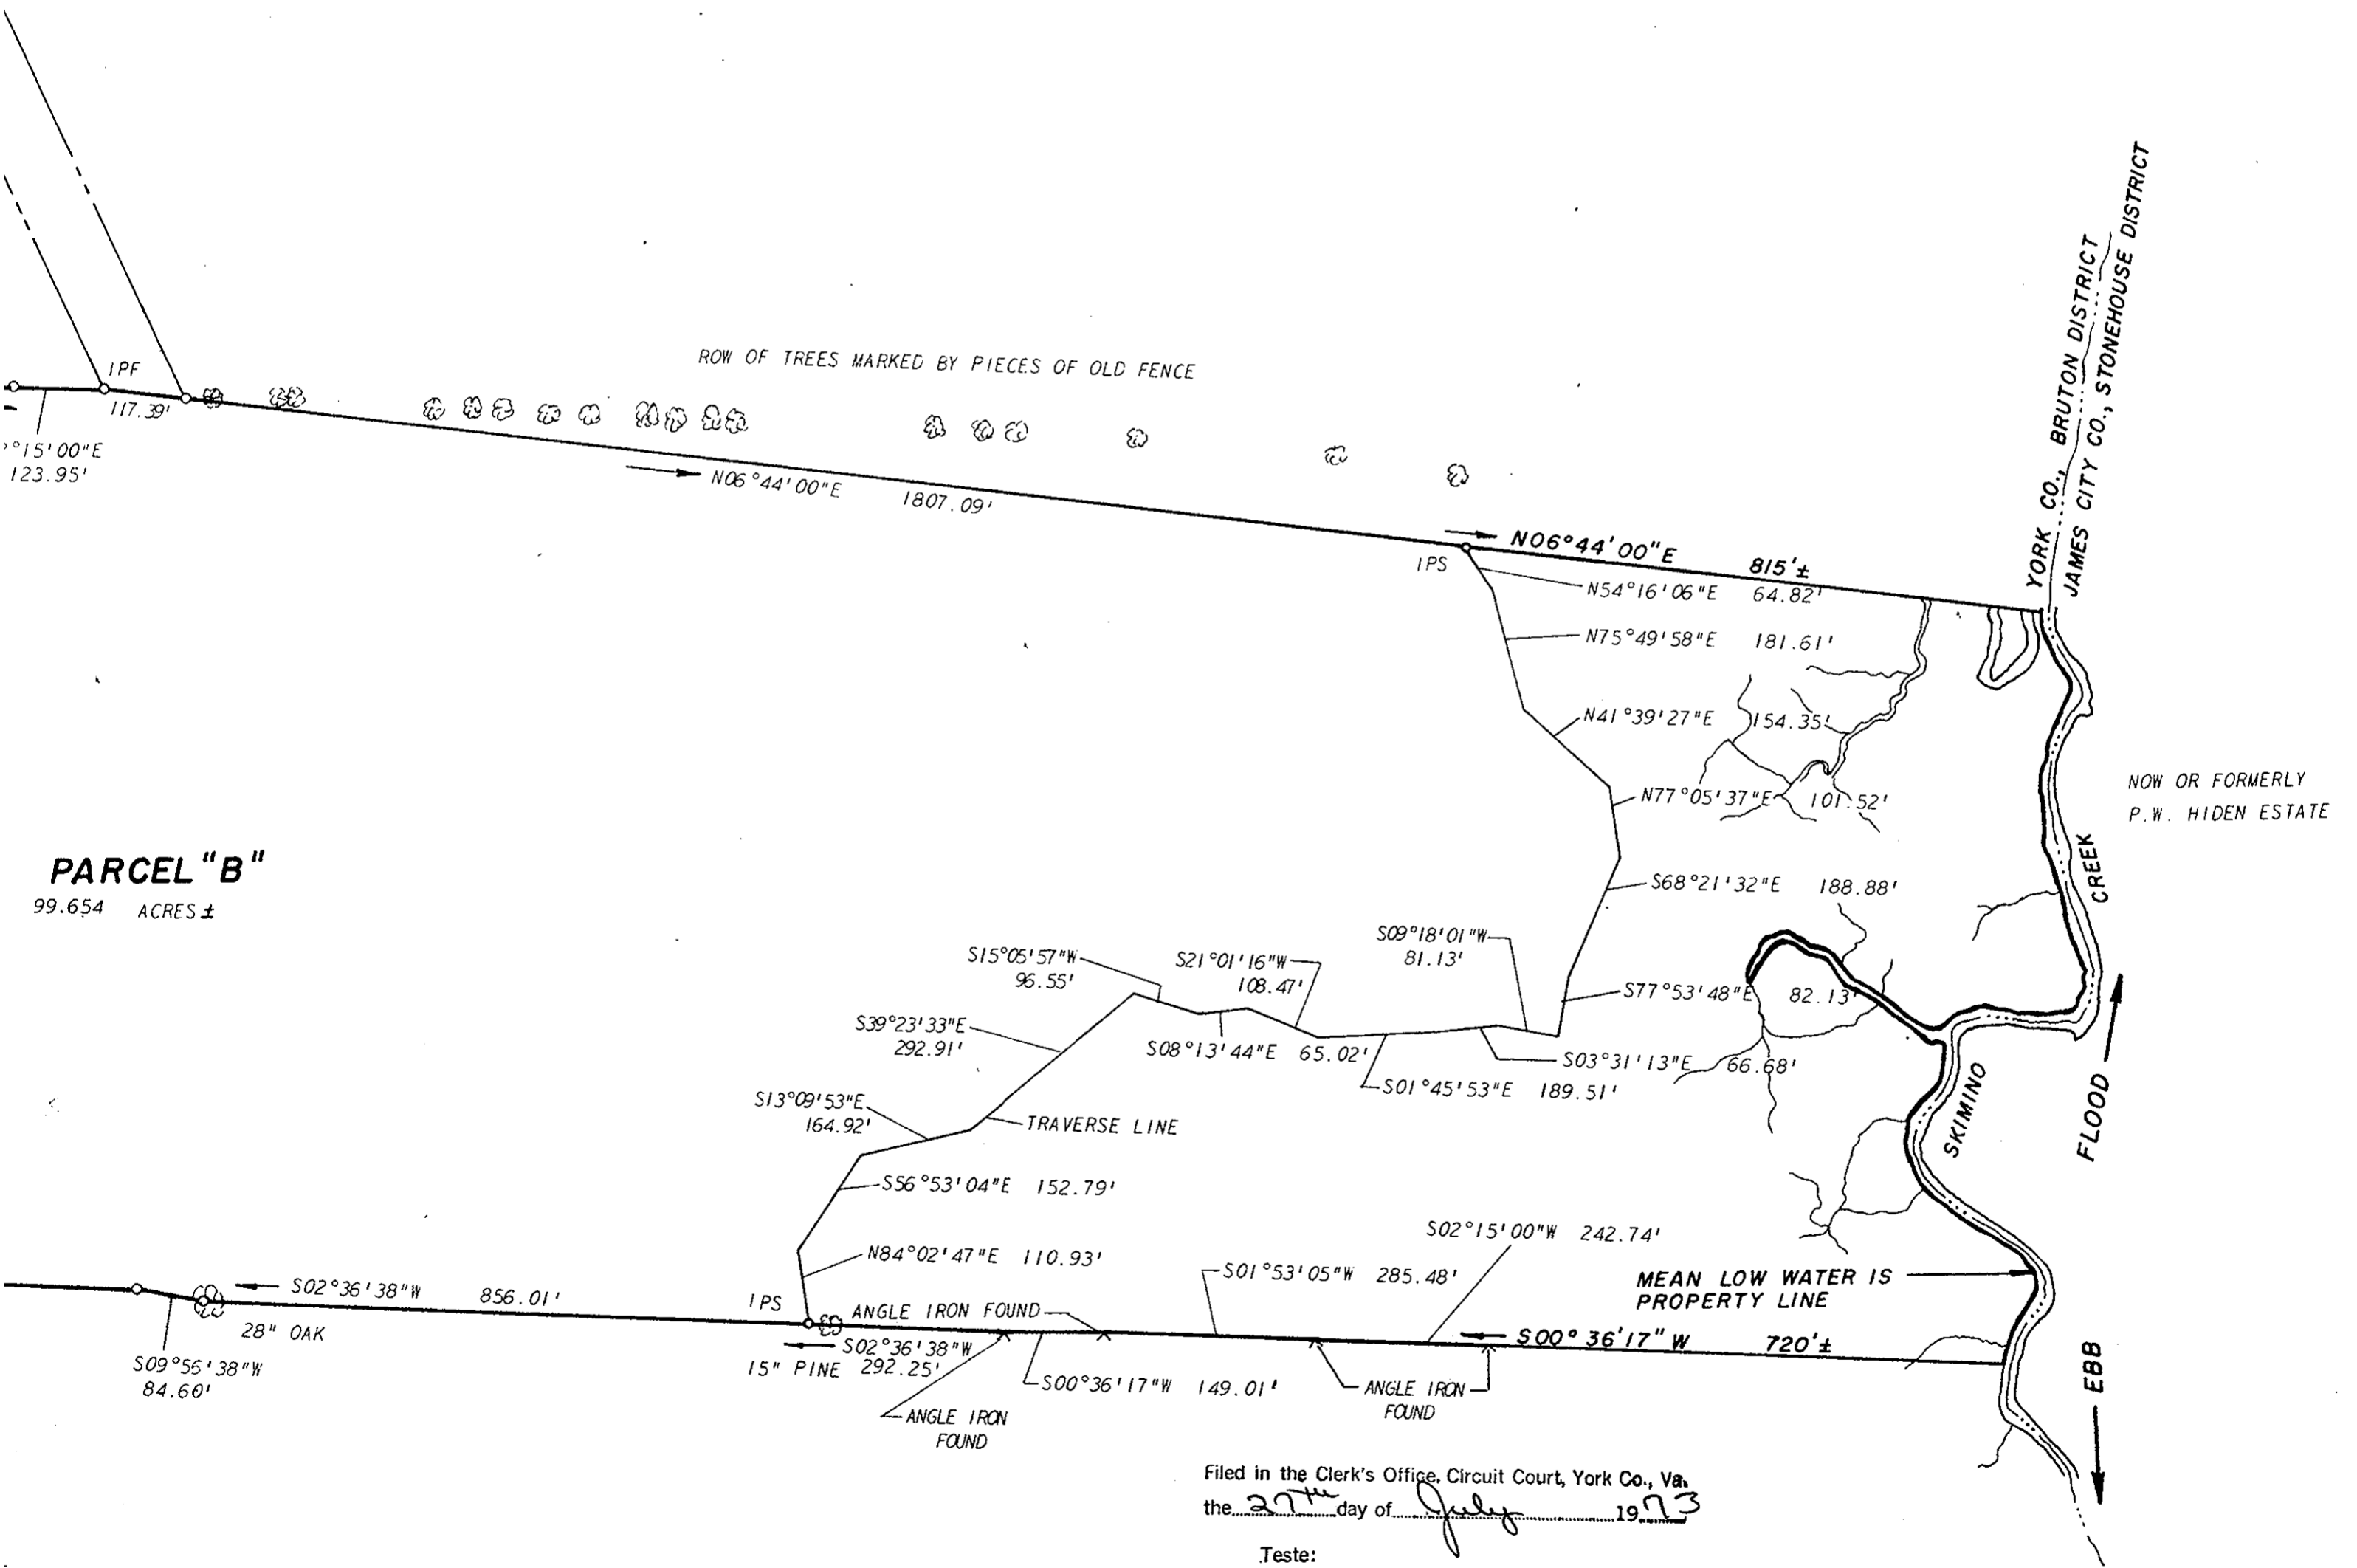 YORK CO., BRUTON DISTRICT
JAMES CITY CO., STONEHOUSE DISTRICT
ROW OF TREES MARKED BY PIECES OF OLD FENCE
IPF
117.39'
°15'00"E
123.95'
N06°44'00"E 1807.09'
N06°44'00"E 815'±
IPS
N54°16'06"E 64.82'
N75°49'58"E 181.61'
N41°39'27"E 154.35'
N77°05'37"E 101.52'
NOW OR FORMERLY
P.W. HIDEN ESTATE
PARCEL "B"
99.654 ACRES ±
S68°21'32"E 188.88'
CREEK
S09°18'01"W
81.13'
S15°05'57"W
96.55'
S21°01'16"W
108.47'
S77°53'48"E 82.13'
S39°23'33"E
292.91'
S08°13'44"E 65.02'
S03°31'13"E 66.68'
S01°45'53"E 189.51'
SKIMINO
FLOOD
S13°09'53"E
164.92'
TRAVERSE LINE
S56°53'04"E 152.79'
N84°02'47"E 110.93'
S02°15'00"W 242.74'
S01°53'05"W 285.48'
MEAN LOW WATER IS
PROPERTY LINE
S02°36'38"W 856.01'
IPS
ANGLE IRON FOUND
28" OAK
S02°36'38"W
15" PINE 292.25'
S00°36'17"W 720'±
S09°56'38"W
84.60'
S00°36'17"W 149.01'
ANGLE IRON
FOUND
ANGLE IRON
FOUND
EBB
Filed in the Clerk's Office, Circuit Court, York Co., Va.
the 27th day of July 1973
Teste: